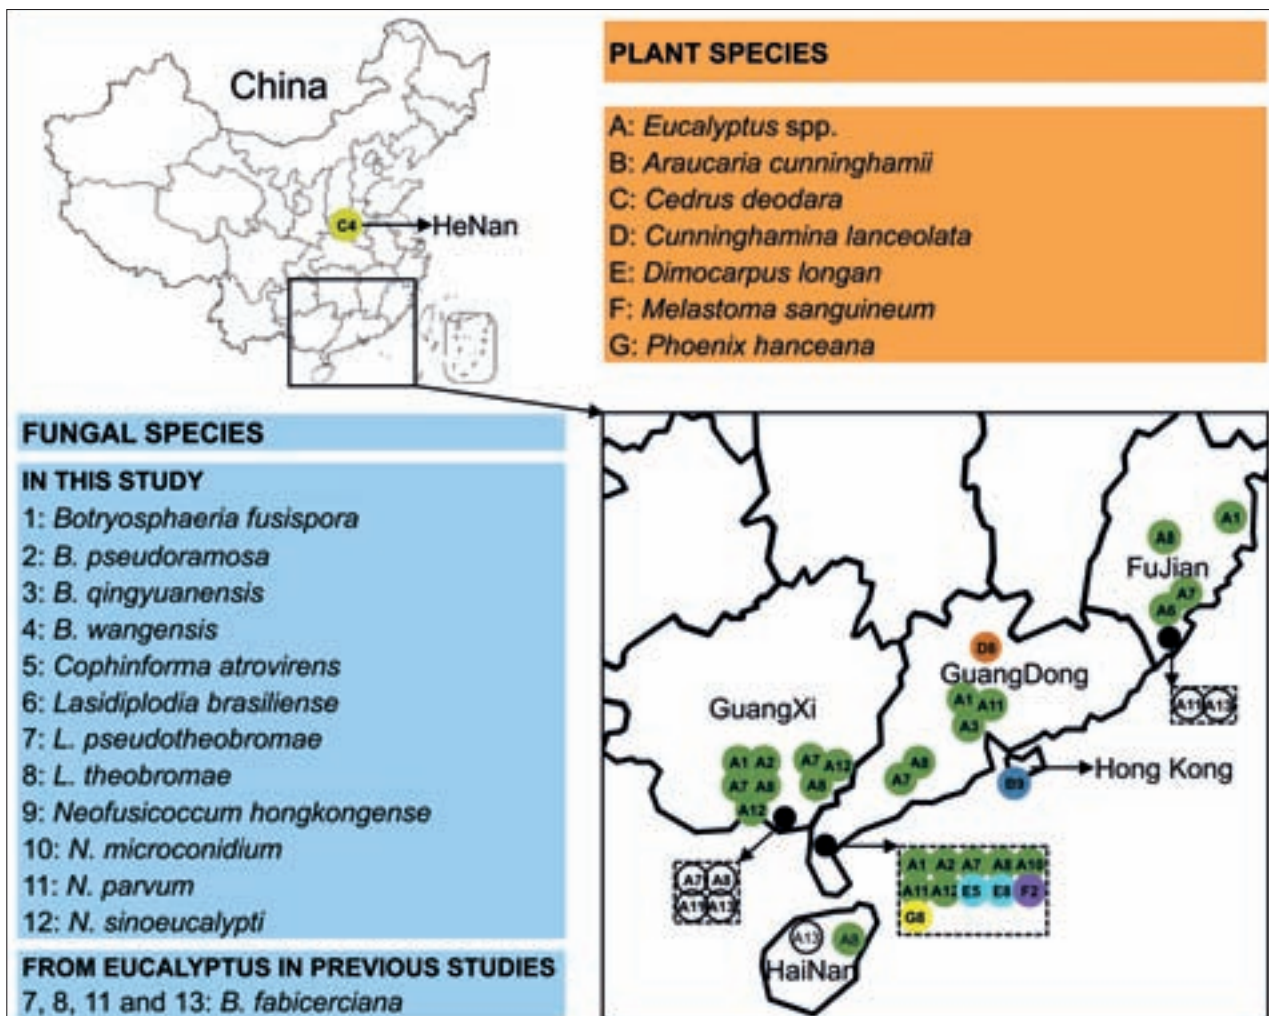 China
C4
HeNan
PLANT SPECIES
A: Eucalyptus spp.
B: Araucaria cunninghamii
C: Cedrus deodara
D: Cunninghamina lanceolata
E: Dimocarpus longan
F: Melastoma sanguineum
G: Phoenix hanceana
FUNGAL SPECIES
IN THIS STUDY
1: Botryosphaeria fusispora
2: B. pseudoramosa
3: B. qingyuanensis
4: B. wangensis
5: Cophinforma atrovirens
6: Lasidiplodia brasiliense
7: L. pseudotheobromae
8: L. theobromae
9: Neofusicoccum hongkongense
10: N. microconidium
11: N. parvum
12: N. sinoeucalypti
FROM EUCALYPTUS IN PREVIOUS STUDIES
7, 8, 11 and 13: B. fabicerciana
A1
A8
FuJian
A7
A11 A13
GuangDong
A1 A11
A3
GuangXi
A1 A2
A7 A8
A12
A7 A12
A8
A8
A7
B9
Hong Kong
A7 A8
A11 A13
A1 A2 A7 A8 A10
A11 A12 E5 E8 F2
G8
A13 A8
HaiNan